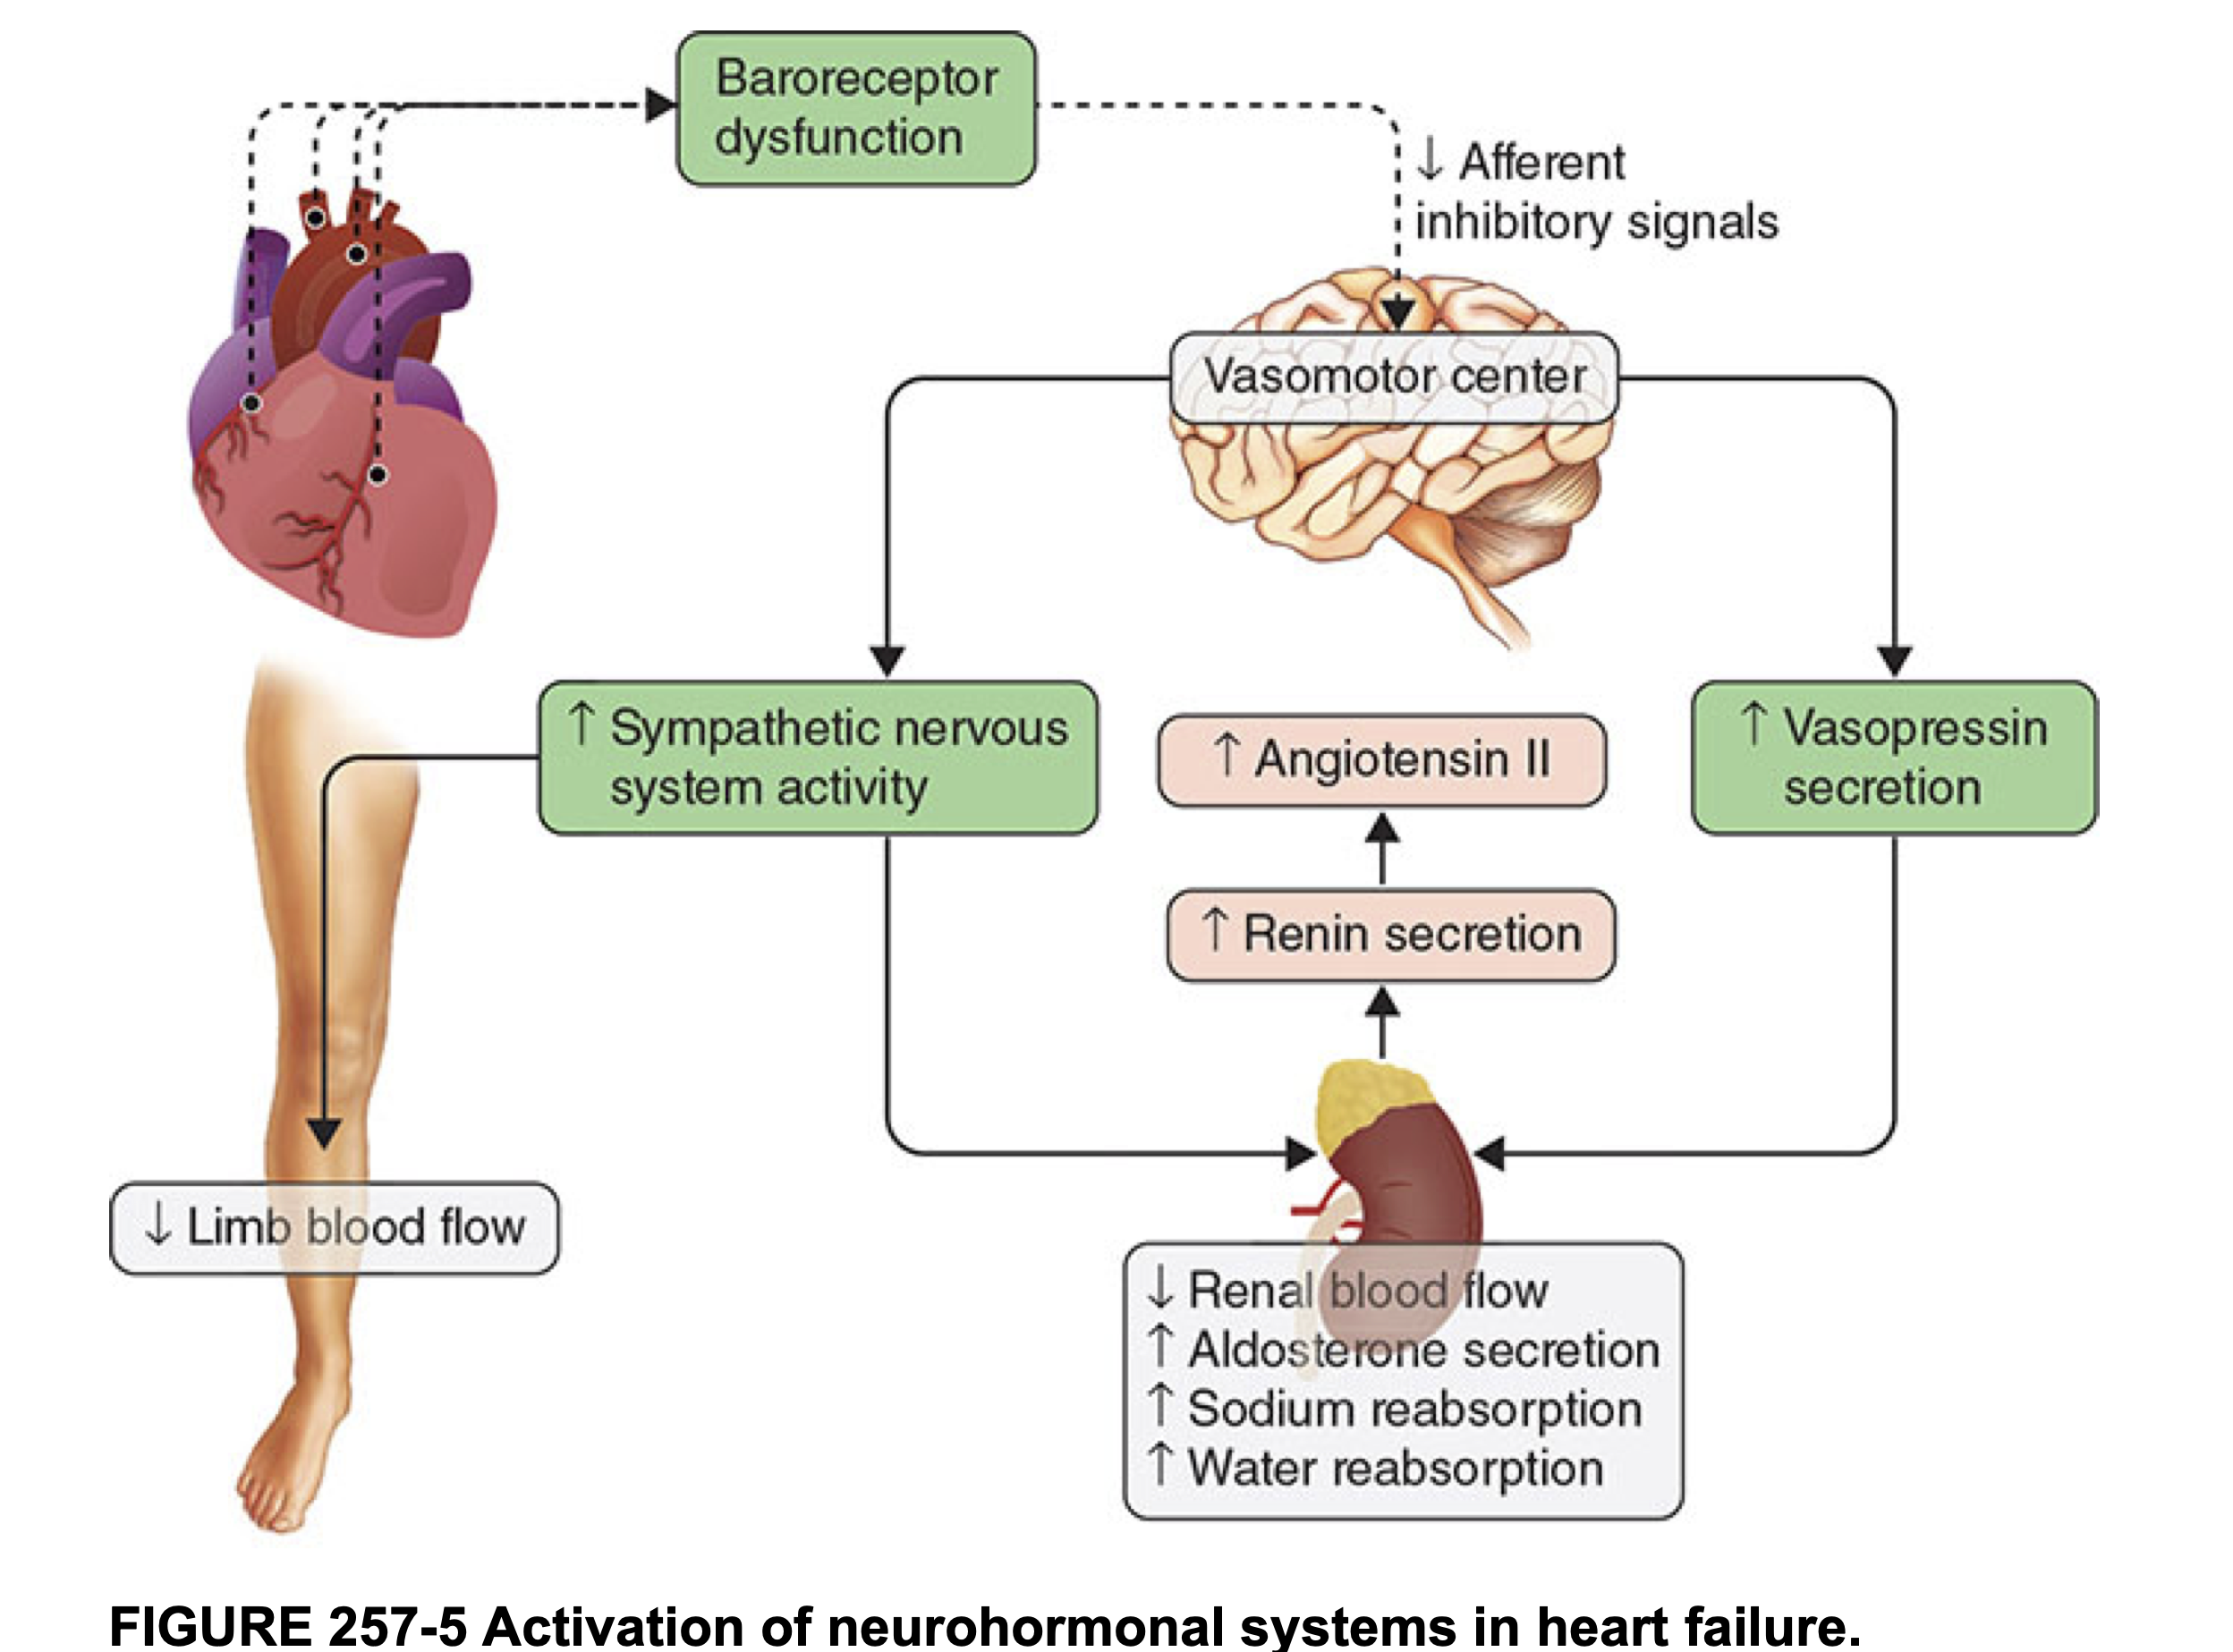 Baroreceptor
dysfunction
↓ Afferent
inhibitory signals
Vasomotor center
↑ Sympathetic nervous
system activity
↑ Angiotensin II
↑ Vasopressin
secretion
↑ Renin secretion
↓ Limb blood flow
↓ Renal blood flow
↑ Aldosterone secretion
↑ Sodium reabsorption
↑ Water reabsorption
FIGURE 257-5 Activation of neurohormonal systems in heart failure.